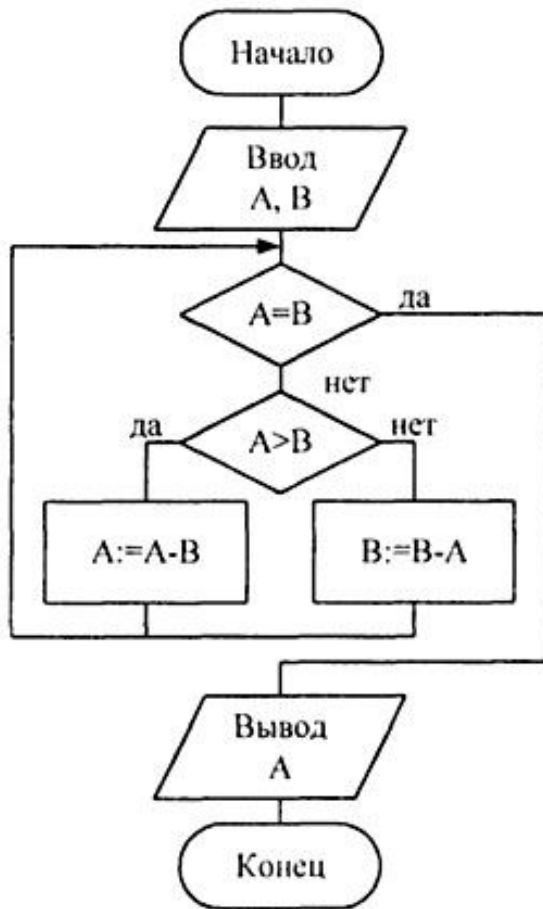 Начало
Ввод
А, В
А=В
да
нет
да
А>В
нет
А:=А-В
В:=В-А
Вывод
А
Конец